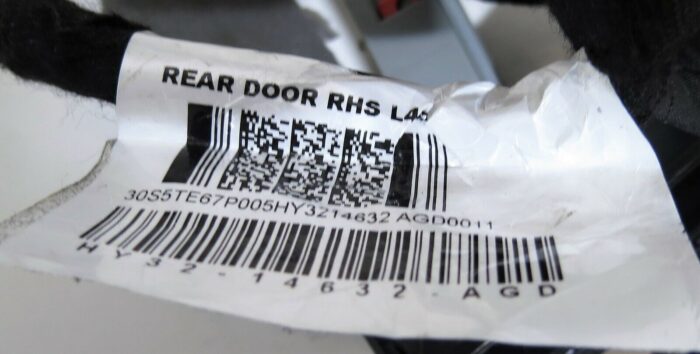 REAR DOOR RHS
30S5TE67P005HY3214632 AGD0011
HY32-14632-AGD